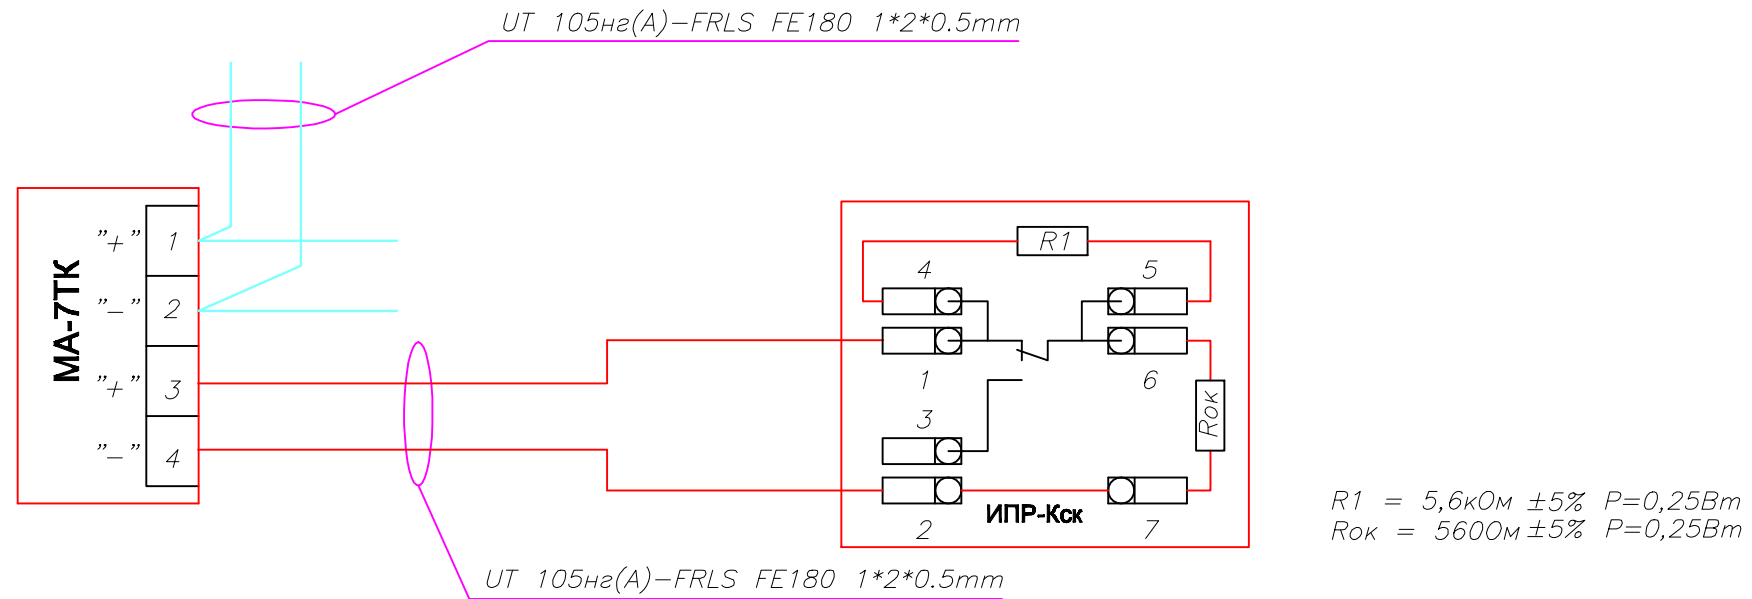 UT 105нг(А)-FRLS FE180 1*2*0.5mm
МА-7ТК
"+" 1
"-" 2
"+" 3
"-" 4
R1
4
5
1
6
3
Rок
2
7
ИПР-Кск
R1 = 5,6кОм ±5% P=0,25Вт
Rок = 560Ом ±5% P=0,25Вт
UT 105нг(А)-FRLS FE180 1*2*0.5mm